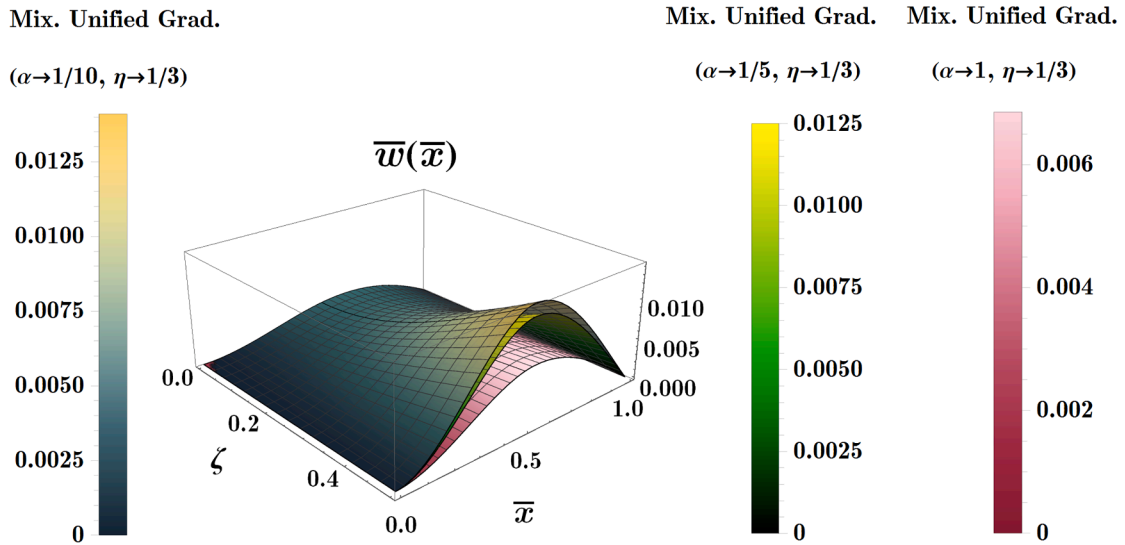 Mix. Unified Grad.
(α→1/10, η→1/3)
0.0125
0.0100
0.0075
0.0050
0.0025
0
w̅(x̅)
0.0
0.2
0.4
ζ
0.0
0.5
1.0
x̅
0.010
0.005
0.000
Mix. Unified Grad.
(α→1/5, η→1/3)
0.0125
0.0100
0.0075
0.0050
0.0025
0
Mix. Unified Grad.
(α→1, η→1/3)
0.006
0.004
0.002
0